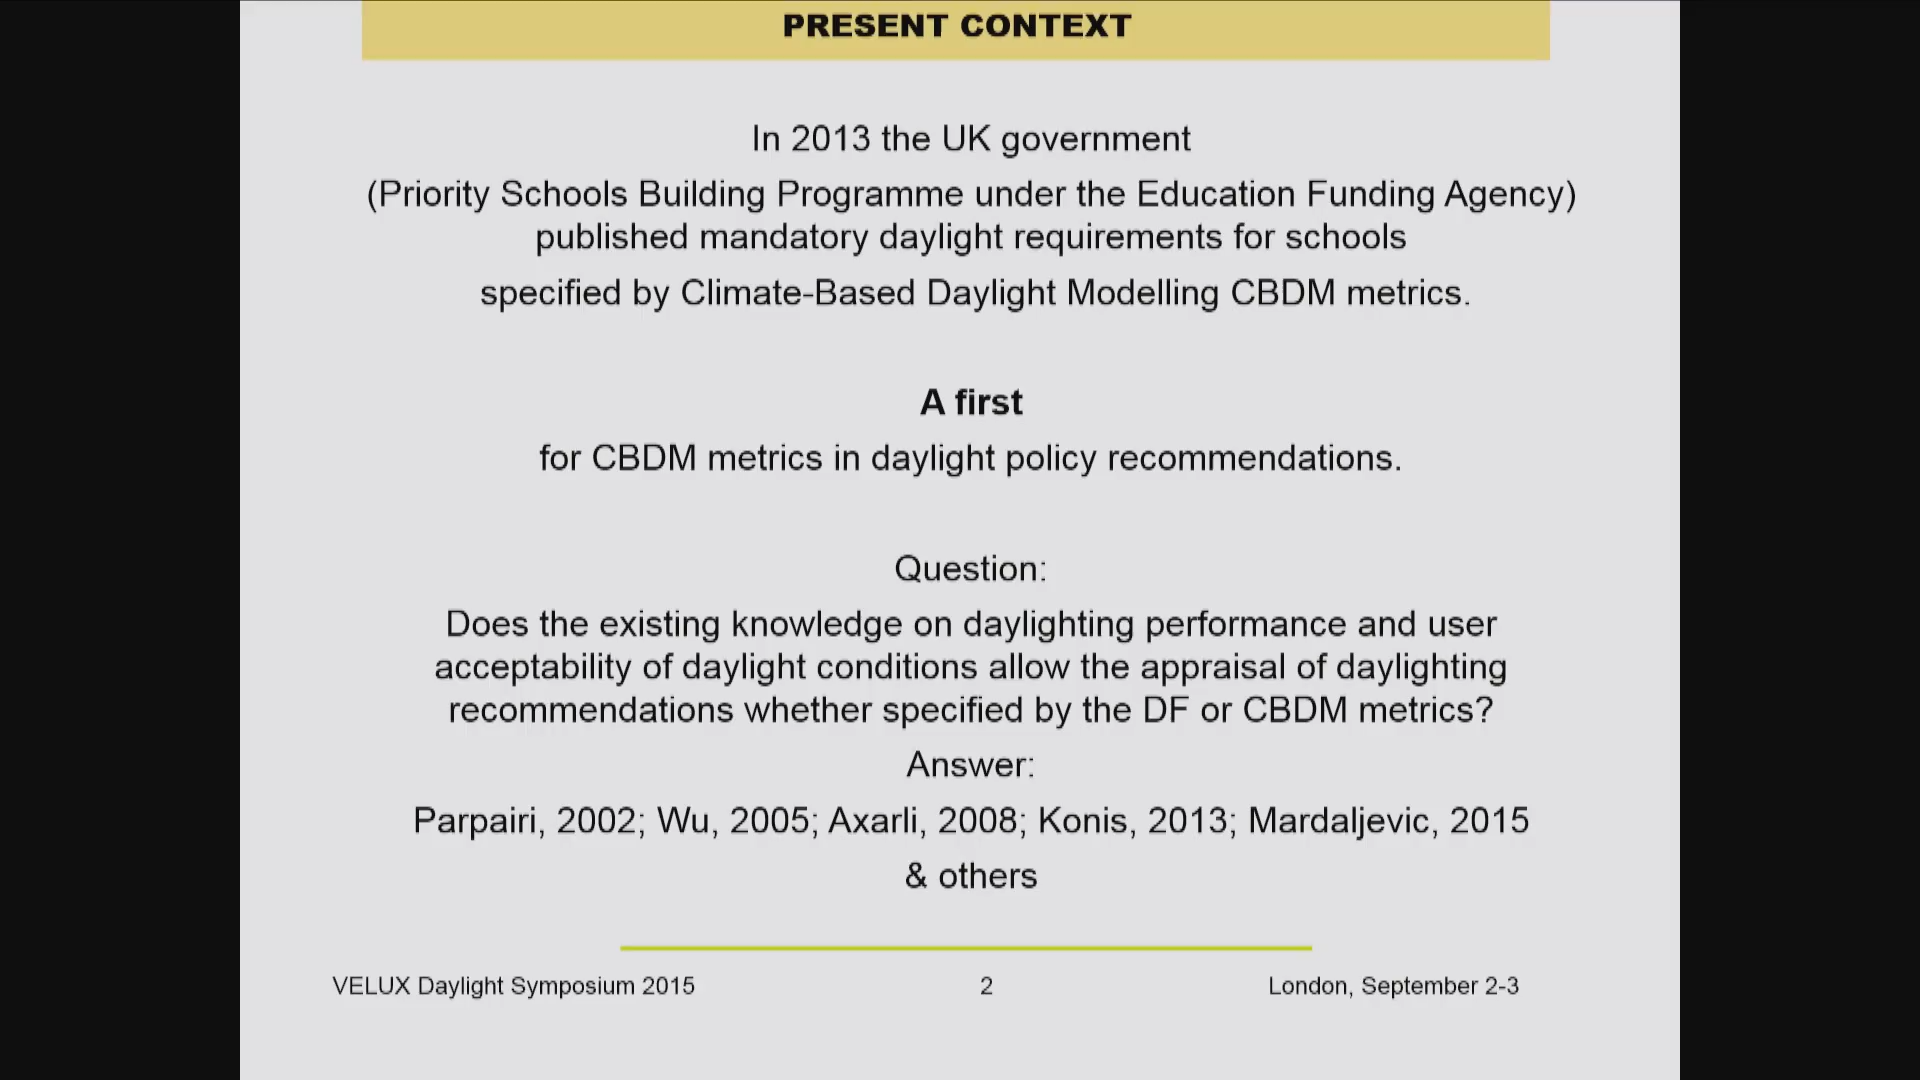 PRESENT CONTEXT
In 2013 the UK government
(Priority Schools Building Programme under the Education Funding Agency)
published mandatory daylight requirements for schools
specified by Climate-Based Daylight Modelling CBDM metrics.
A first
for CBDM metrics in daylight policy recommendations.
Question:
Does the existing knowledge on daylighting performance and user
acceptability of daylight conditions allow the appraisal of daylighting
recommendations whether specified by the DF or CBDM metrics?
Answer:
Parpairi, 2002; Wu, 2005; Axarli, 2008; Konis, 2013; Mardaljevic, 2015
& others
VELUX Daylight Symposium 2015
2
London, September 2-3